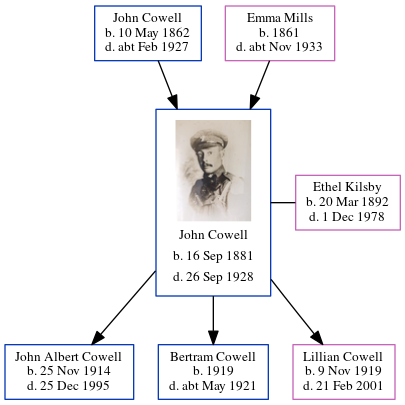 John Cowell
b. 10 May 1862
d. abt Feb 1927
Emma Mills
b. 1861
d. abt Nov 1933
John Cowell
b. 16 Sep 1881
d. 26 Sep 1928
Ethel Kilsby
b. 20 Mar 1892
d. 1 Dec 1978
John Albert Cowell
b. 25 Nov 1914
d. 25 Dec 1995
Bertram Cowell
b. 1919
d. abt May 1921
Lillian Cowell
b. 9 Nov 1919
d. 21 Feb 2001